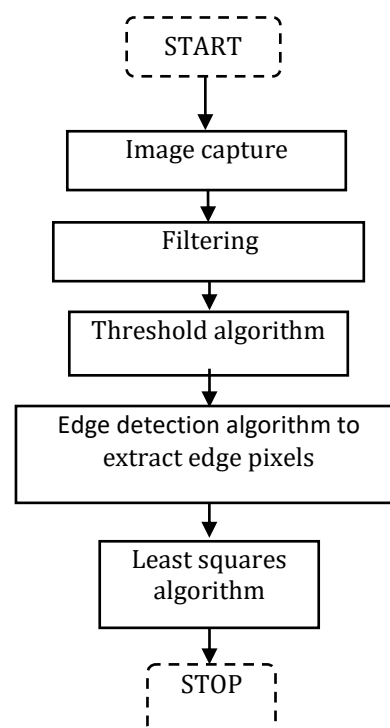 START
Image capture
Filtering
Threshold algorithm
Edge detection algorithm to
extract edge pixels
Least squares
algorithm
STOP